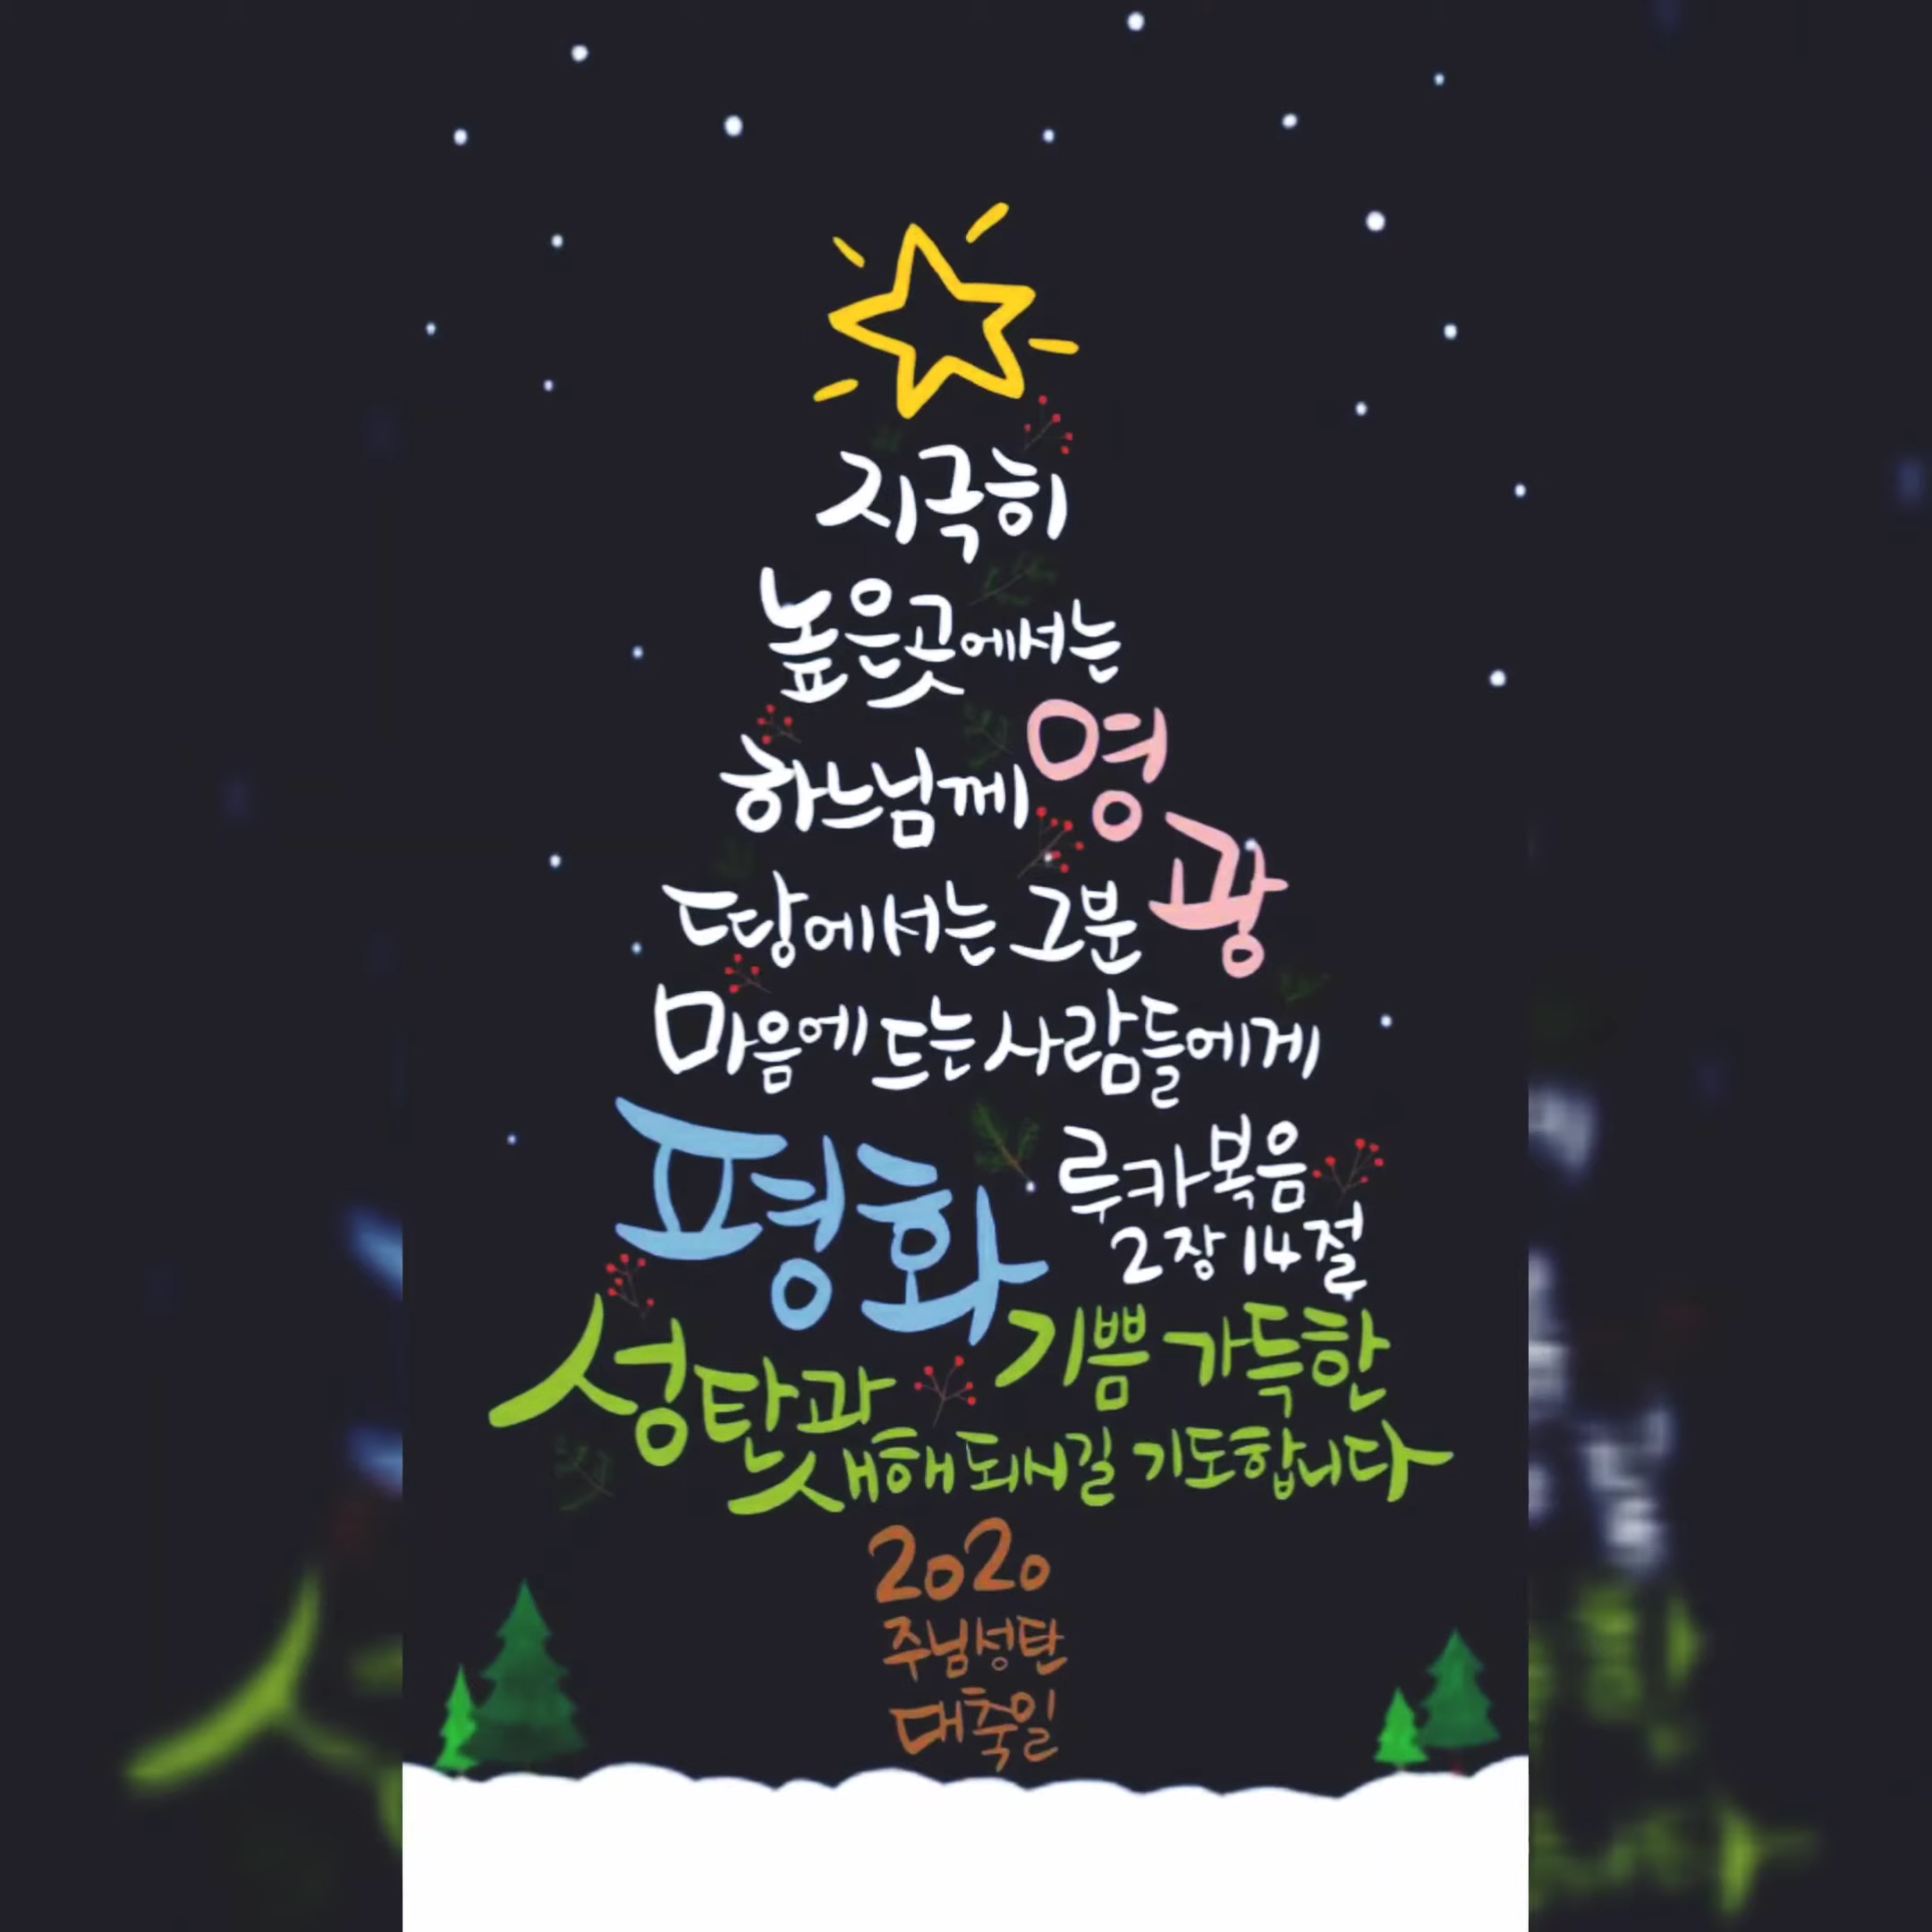 지극히
높은곳에서는
하느님께 영광
땅에서는 그분
마음에 드는 사람들에게
평화
루카복음
2장 14절
기쁨 가득한
성탄과
새해 되시길 기도합니다
2020
주님성탄
대축일